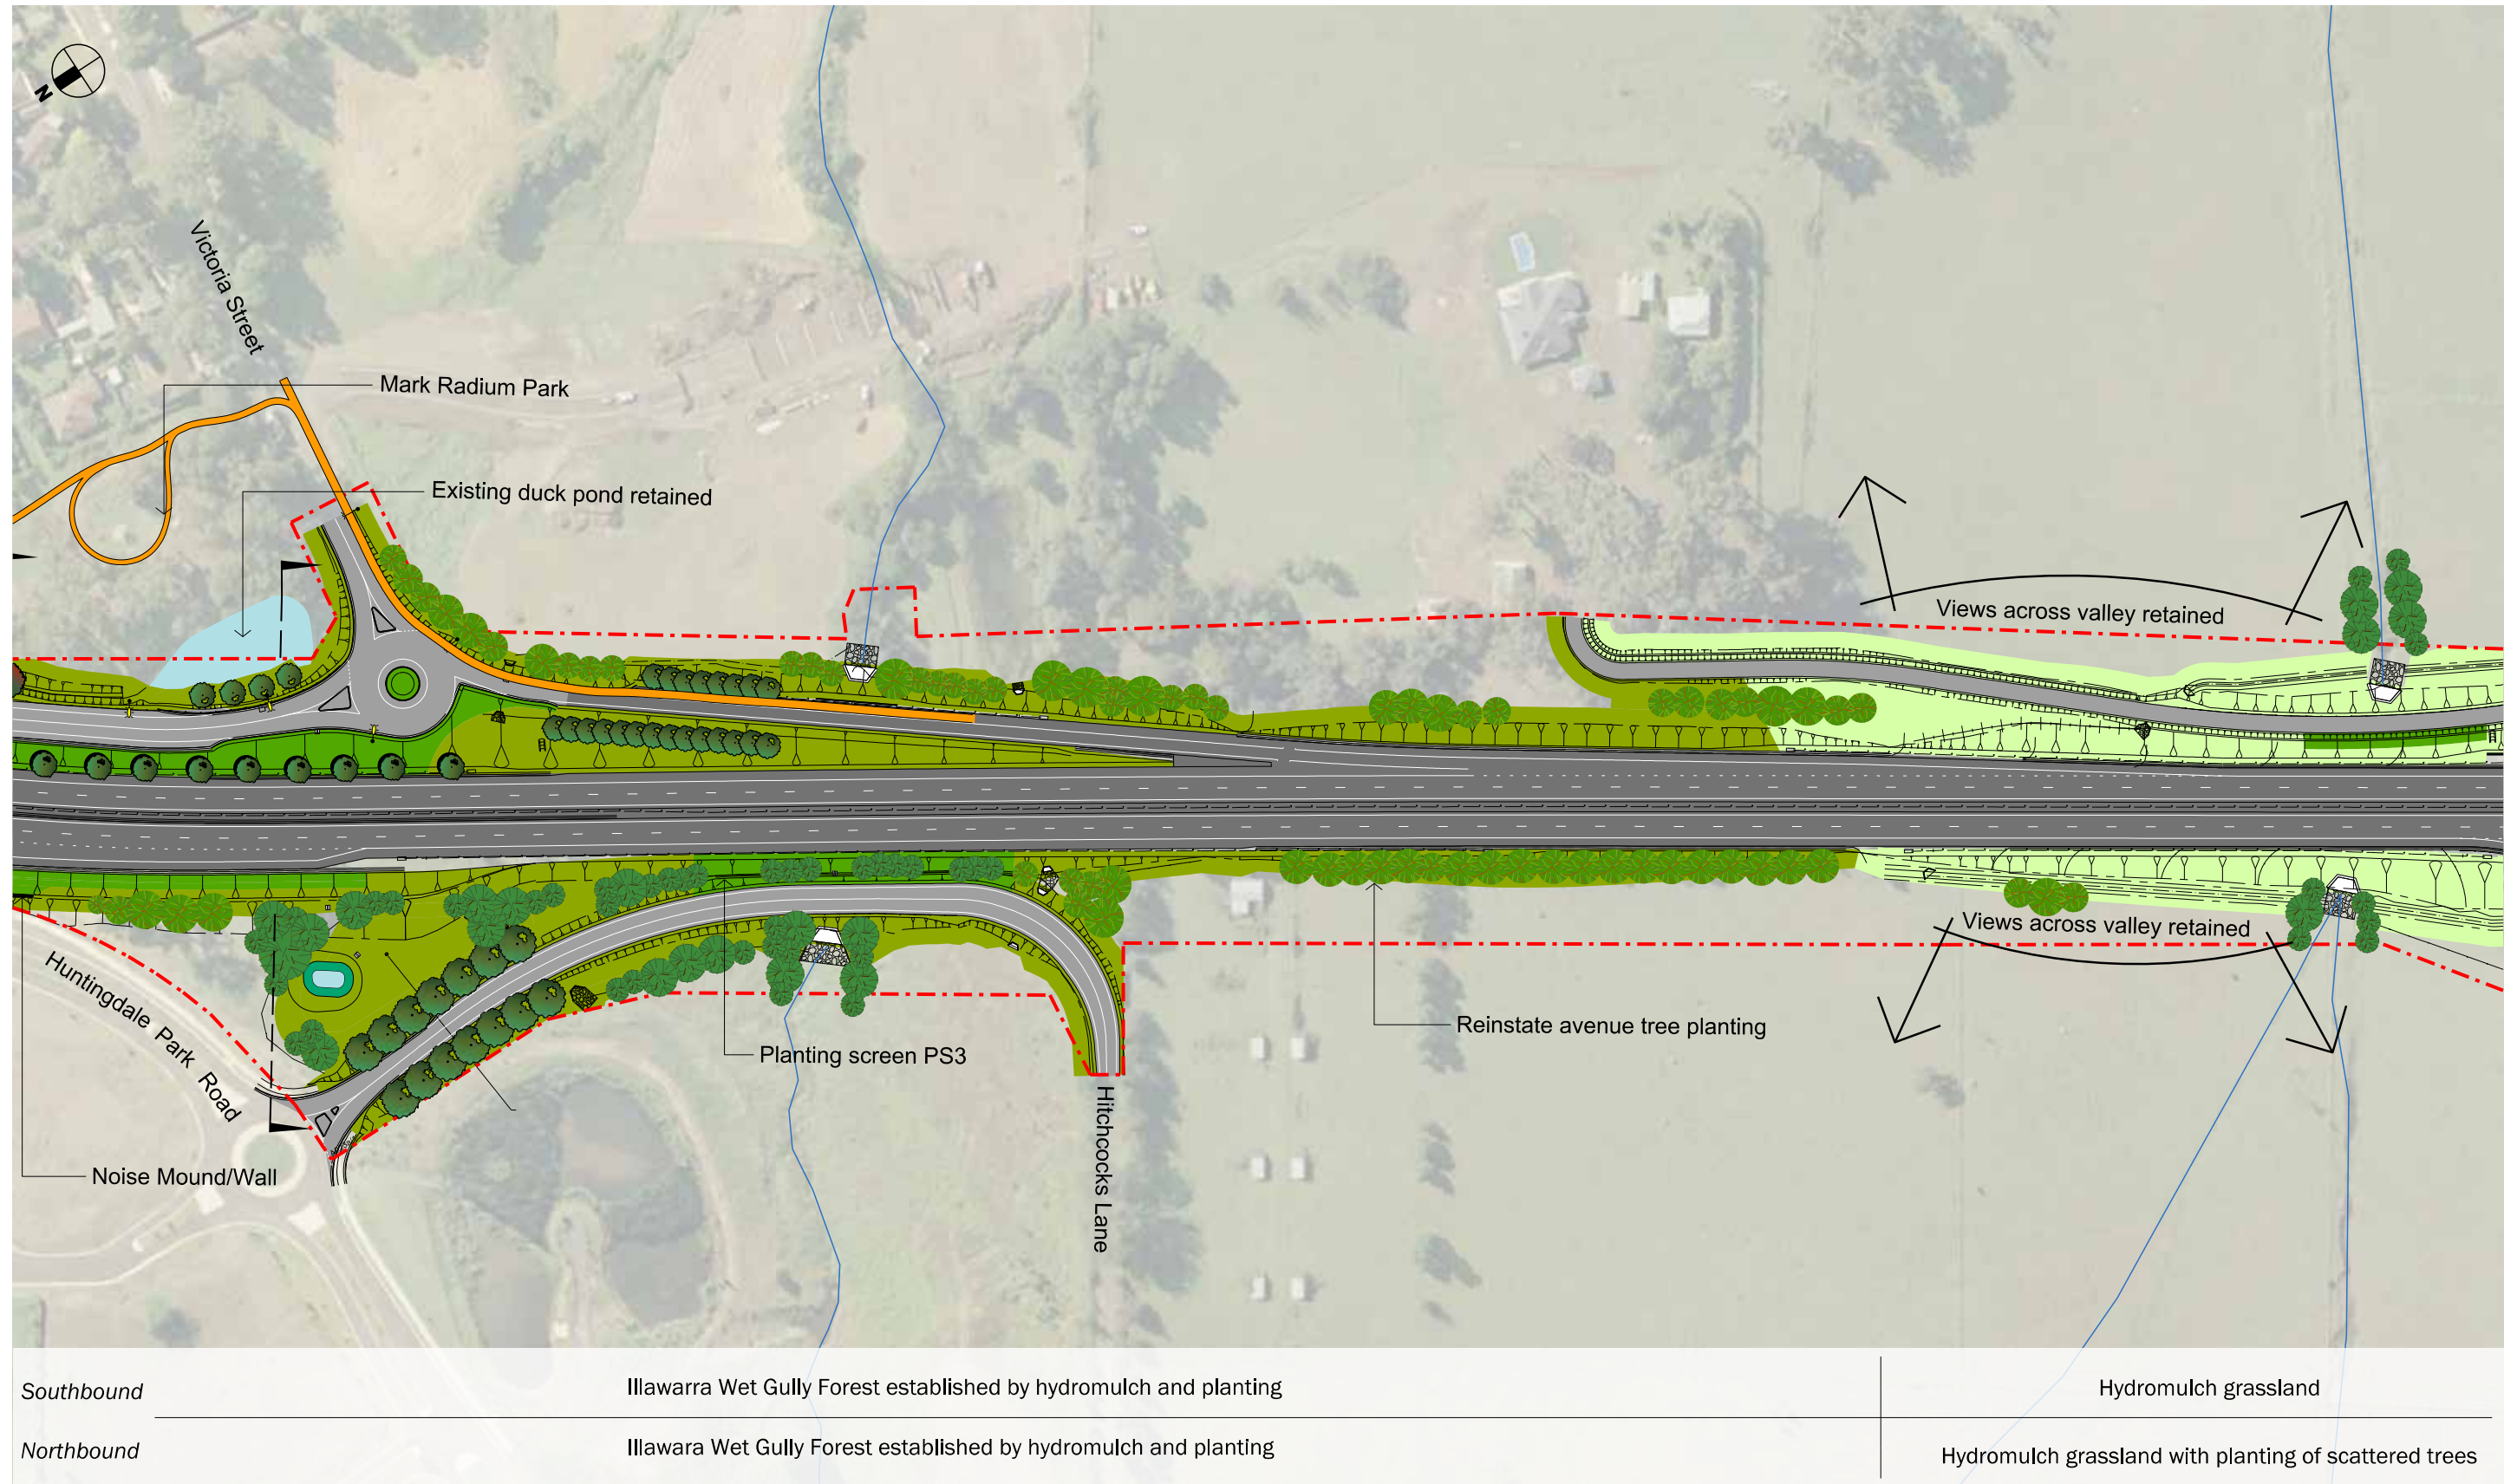 N
Victoria Street
Mark Radium Park
Existing duck pond retained
Views across valley retained
Views across valley retained
Huntingdale Park Road
Reinstate avenue tree planting
Planting screen PS3
Hitchcocks Lane
Noise Mound/Wall
Southbound
Illawarra Wet Gully Forest established by hydromulch and planting
Hydromulch grassland
Northbound
Illawara Wet Gully Forest established by hydromulch and planting
Hydromulch grassland with planting of scattered trees